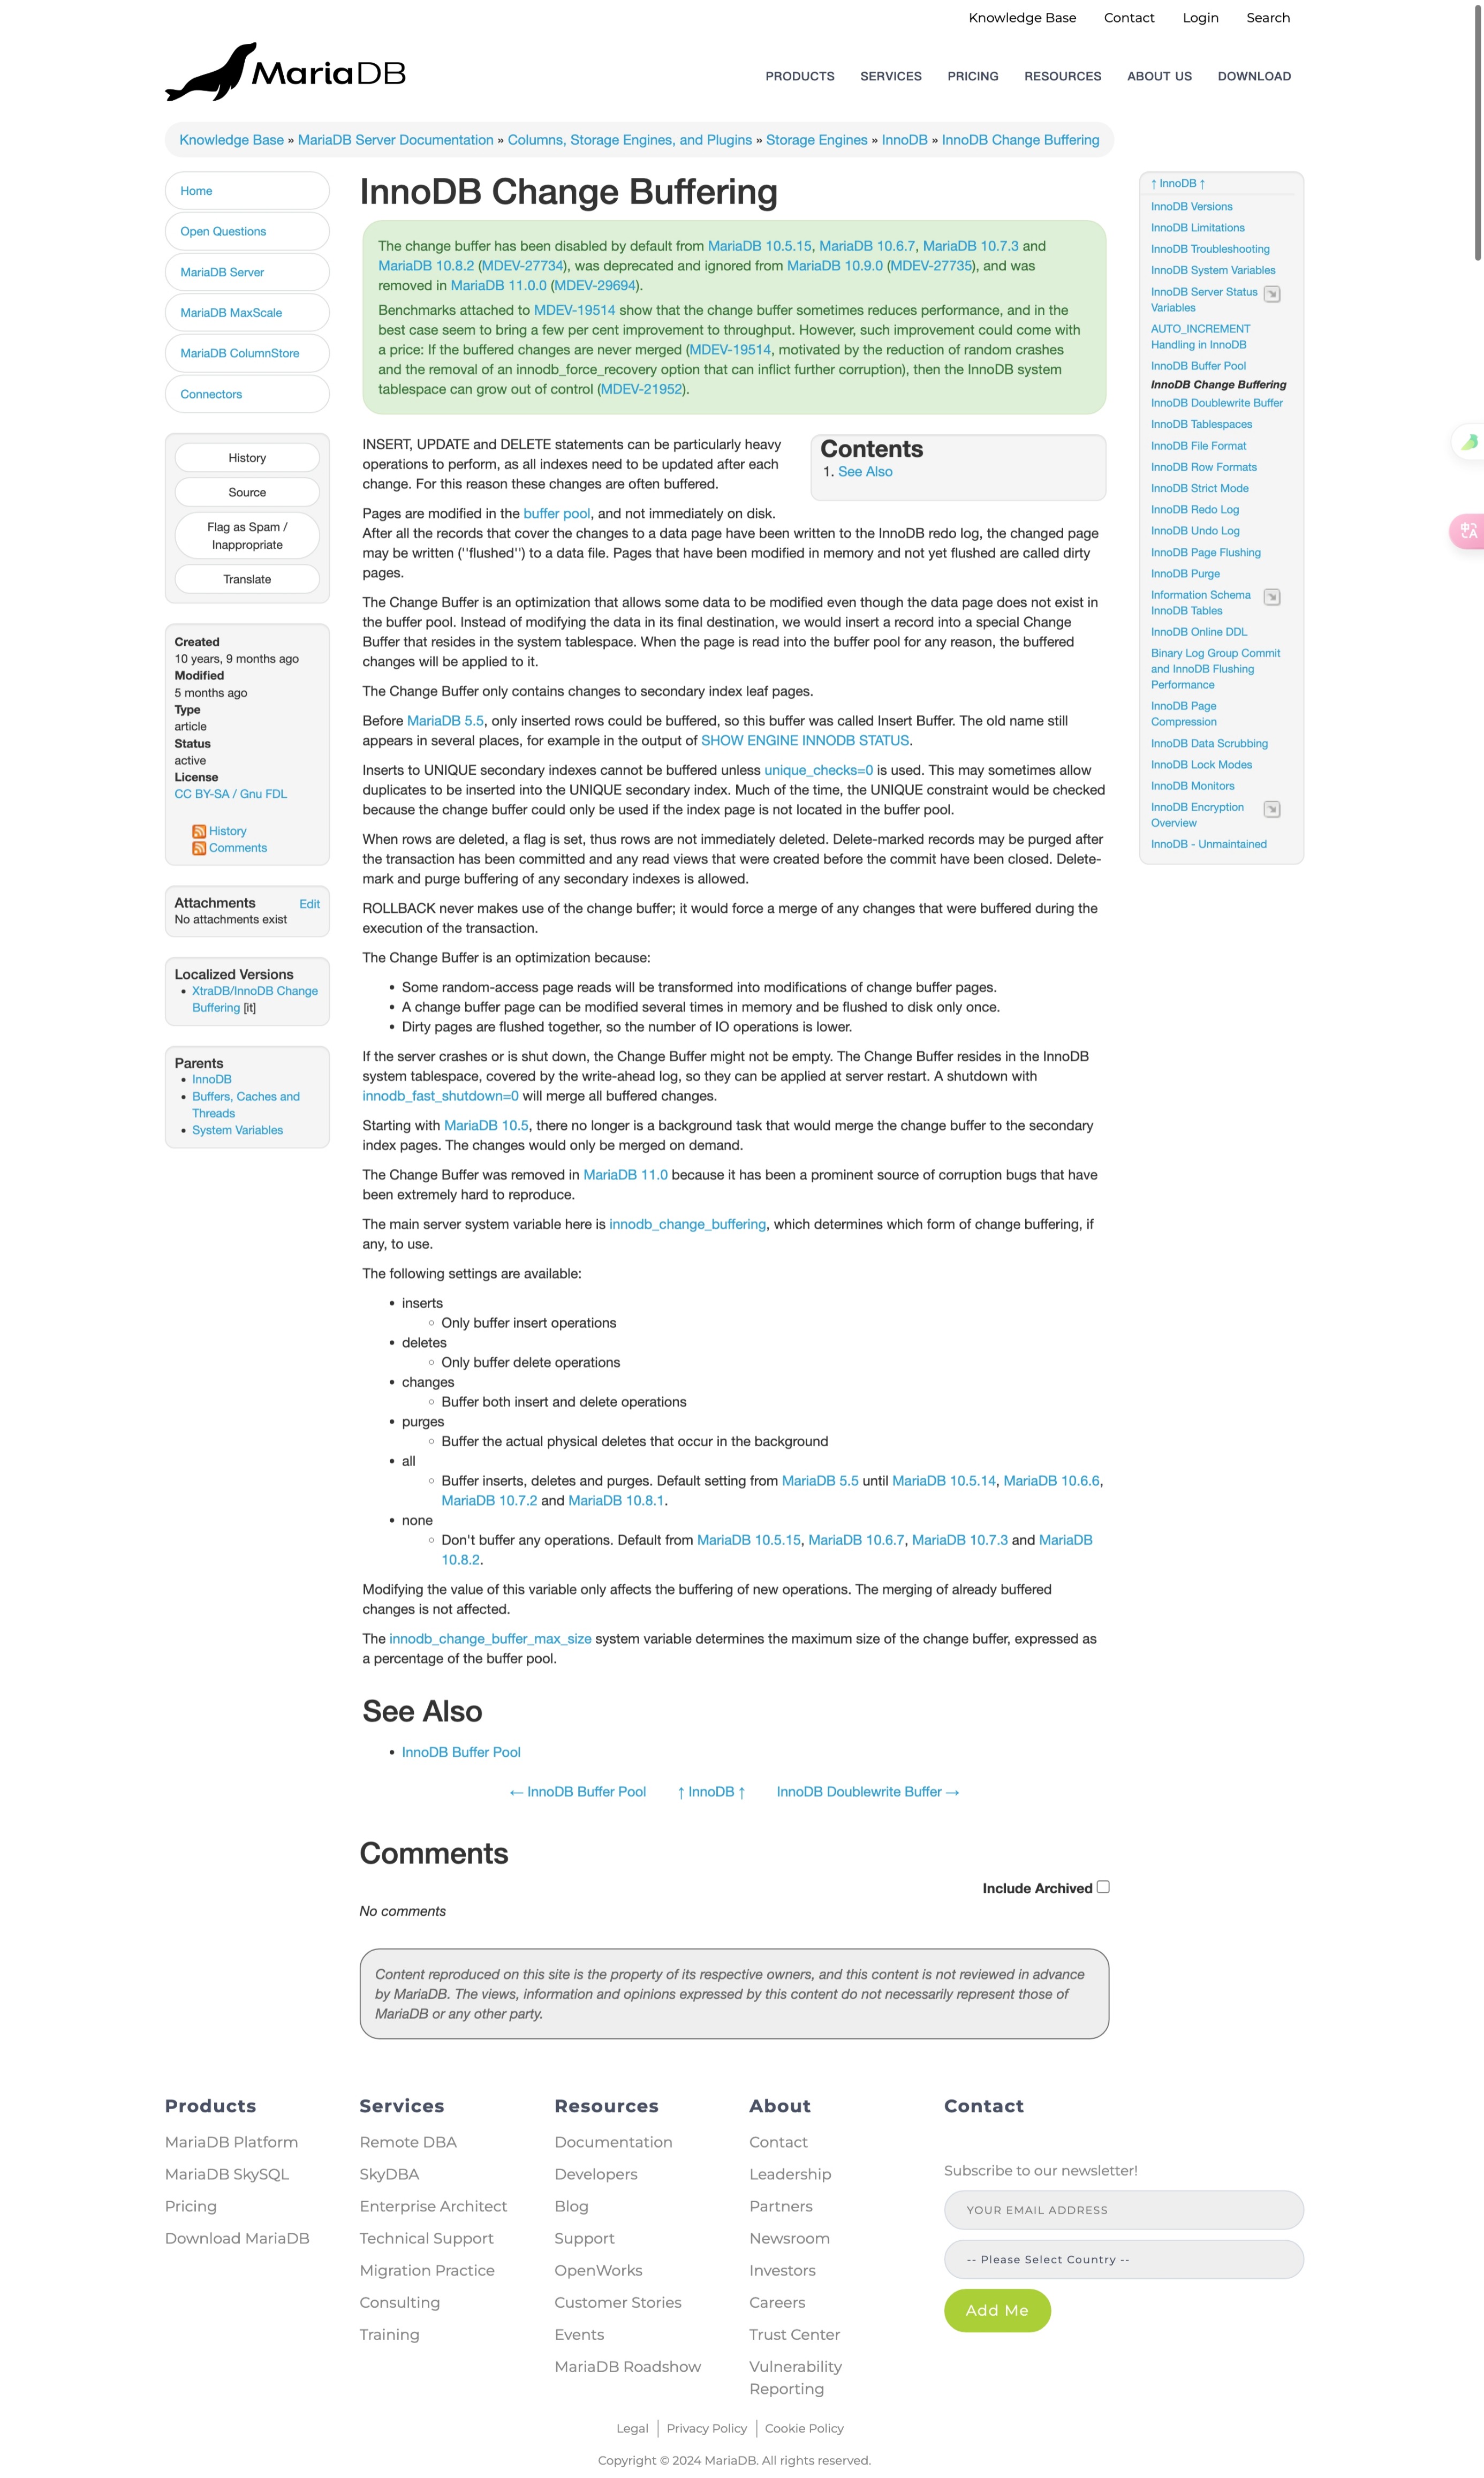 Knowledge Base Contact Login Search
MariaDB
PRODUCTS SERVICES PRICING RESOURCES ABOUT US DOWNLOAD
Knowledge Base » MariaDB Server Documentation » Columns, Storage Engines, and Plugins » Storage Engines » InnoDB » InnoDB Change Buffering
Home
Open Questions
MariaDB Server
MariaDB MaxScale
MariaDB ColumnStore
Connectors
History
Source
Flag as Spam /
Inappropriate
Translate
Created
10 years, 9 months ago
Modified
5 months ago
Type
article
Status
active
License
CC BY-SA / Gnu FDL
History
Comments
Attachments Edit
No attachments exist
Localized Versions
• XtraDB/InnoDB Change
Buffering [it]
Parents
• InnoDB
• Buffers, Caches and
Threads
• System Variables
InnoDB Change Buffering
The change buffer has been disabled by default from MariaDB 10.5.15, MariaDB 10.6.7, MariaDB 10.7.3 and
MariaDB 10.8.2 (MDEV-27734), was deprecated and ignored from MariaDB 10.9.0 (MDEV-27735), and was
removed in MariaDB 11.0.0 (MDEV-29694).
Benchmarks attached to MDEV-19514 show that the change buffer sometimes reduces performance, and in the
best case seem to bring a few per cent improvement to throughput. However, such improvement could come with
a price: If the buffered changes are never merged (MDEV-19514, motivated by the reduction of random crashes
and the removal of an innodb_force_recovery option that can inflict further corruption), then the InnoDB system
tablespace can grow out of control (MDEV-21952).
Contents
1. See Also
INSERT, UPDATE and DELETE statements can be particularly heavy
operations to perform, as all indexes need to be updated after each
change. For this reason these changes are often buffered.
Pages are modified in the buffer pool, and not immediately on disk.
After all the records that cover the changes to a data page have been written to the InnoDB redo log, the changed page
may be written (''flushed'') to a data file. Pages that have been modified in memory and not yet flushed are called dirty
pages.
The Change Buffer is an optimization that allows some data to be modified even though the data page does not exist in
the buffer pool. Instead of modifying the data in its final destination, we would insert a record into a special Change
Buffer that resides in the system tablespace. When the page is read into the buffer pool for any reason, the buffered
changes will be applied to it.
The Change Buffer only contains changes to secondary index leaf pages.
Before MariaDB 5.5, only inserted rows could be buffered, so this buffer was called Insert Buffer. The old name still
appears in several places, for example in the output of SHOW ENGINE INNODB STATUS.
Inserts to UNIQUE secondary indexes cannot be buffered unless unique_checks=0 is used. This may sometimes allow
duplicates to be inserted into the UNIQUE secondary index. Much of the time, the UNIQUE constraint would be checked
because the change buffer could only be used if the index page is not located in the buffer pool.
When rows are deleted, a flag is set, thus rows are not immediately deleted. Delete-marked records may be purged after
the transaction has been committed and any read views that were created before the commit have been closed. Delete-
mark and purge buffering of any secondary indexes is allowed.
ROLLBACK never makes use of the change buffer; it would force a merge of any changes that were buffered during the
execution of the transaction.
The Change Buffer is an optimization because:
• Some random-access page reads will be transformed into modifications of change buffer pages.
• A change buffer page can be modified several times in memory and be flushed to disk only once.
• Dirty pages are flushed together, so the number of IO operations is lower.
If the server crashes or is shut down, the Change Buffer might not be empty. The Change Buffer resides in the InnoDB
system tablespace, covered by the write-ahead log, so they can be applied at server restart. A shutdown with
innodb_fast_shutdown=0 will merge all buffered changes.
Starting with MariaDB 10.5, there no longer is a background task that would merge the change buffer to the secondary
index pages. The changes would only be merged on demand.
The Change Buffer was removed in MariaDB 11.0 because it has been a prominent source of corruption bugs that have
been extremely hard to reproduce.
The main server system variable here is innodb_change_buffering, which determines which form of change buffering, if
any, to use.
The following settings are available:
• inserts
◦ Only buffer insert operations
• deletes
◦ Only buffer delete operations
• changes
◦ Buffer both insert and delete operations
• purges
◦ Buffer the actual physical deletes that occur in the background
• all
◦ Buffer inserts, deletes and purges. Default setting from MariaDB 5.5 until MariaDB 10.5.14, MariaDB 10.6.6,
MariaDB 10.7.2 and MariaDB 10.8.1.
• none
◦ Don't buffer any operations. Default from MariaDB 10.5.15, MariaDB 10.6.7, MariaDB 10.7.3 and MariaDB
10.8.2.
Modifying the value of this variable only affects the buffering of new operations. The merging of already buffered
changes is not affected.
The innodb_change_buffer_max_size system variable determines the maximum size of the change buffer, expressed as
a percentage of the buffer pool.
See Also
• InnoDB Buffer Pool
← InnoDB Buffer Pool ↑ InnoDB ↑ InnoDB Doublewrite Buffer →
Comments
Include Archived
No comments
Content reproduced on this site is the property of its respective owners, and this content is not reviewed in advance
by MariaDB. The views, information and opinions expressed by this content do not necessarily represent those of
MariaDB or any other party.
↑ InnoDB ↑
InnoDB Versions
InnoDB Limitations
InnoDB Troubleshooting
InnoDB System Variables
InnoDB Server Status
Variables
AUTO_INCREMENT
Handling in InnoDB
InnoDB Buffer Pool
InnoDB Change Buffering
InnoDB Doublewrite Buffer
InnoDB Tablespaces
InnoDB File Format
InnoDB Row Formats
InnoDB Strict Mode
InnoDB Redo Log
InnoDB Undo Log
InnoDB Page Flushing
InnoDB Purge
Information Schema
InnoDB Tables
InnoDB Online DDL
Binary Log Group Commit
and InnoDB Flushing
Performance
InnoDB Page
Compression
InnoDB Data Scrubbing
InnoDB Lock Modes
InnoDB Monitors
InnoDB Encryption
Overview
InnoDB - Unmaintained
中A
Products
MariaDB Platform
MariaDB SkySQL
Pricing
Download MariaDB
Services
Remote DBA
SkyDBA
Enterprise Architect
Technical Support
Migration Practice
Consulting
Training
Resources
Documentation
Developers
Blog
Support
OpenWorks
Customer Stories
Events
MariaDB Roadshow
About
Contact
Leadership
Partners
Newsroom
Investors
Careers
Trust Center
Vulnerability
Reporting
Contact
Subscribe to our newsletter!
YOUR EMAIL ADDRESS
-- Please Select Country --
Add Me
Legal | Privacy Policy | Cookie Policy
Copyright © 2024 MariaDB. All rights reserved.